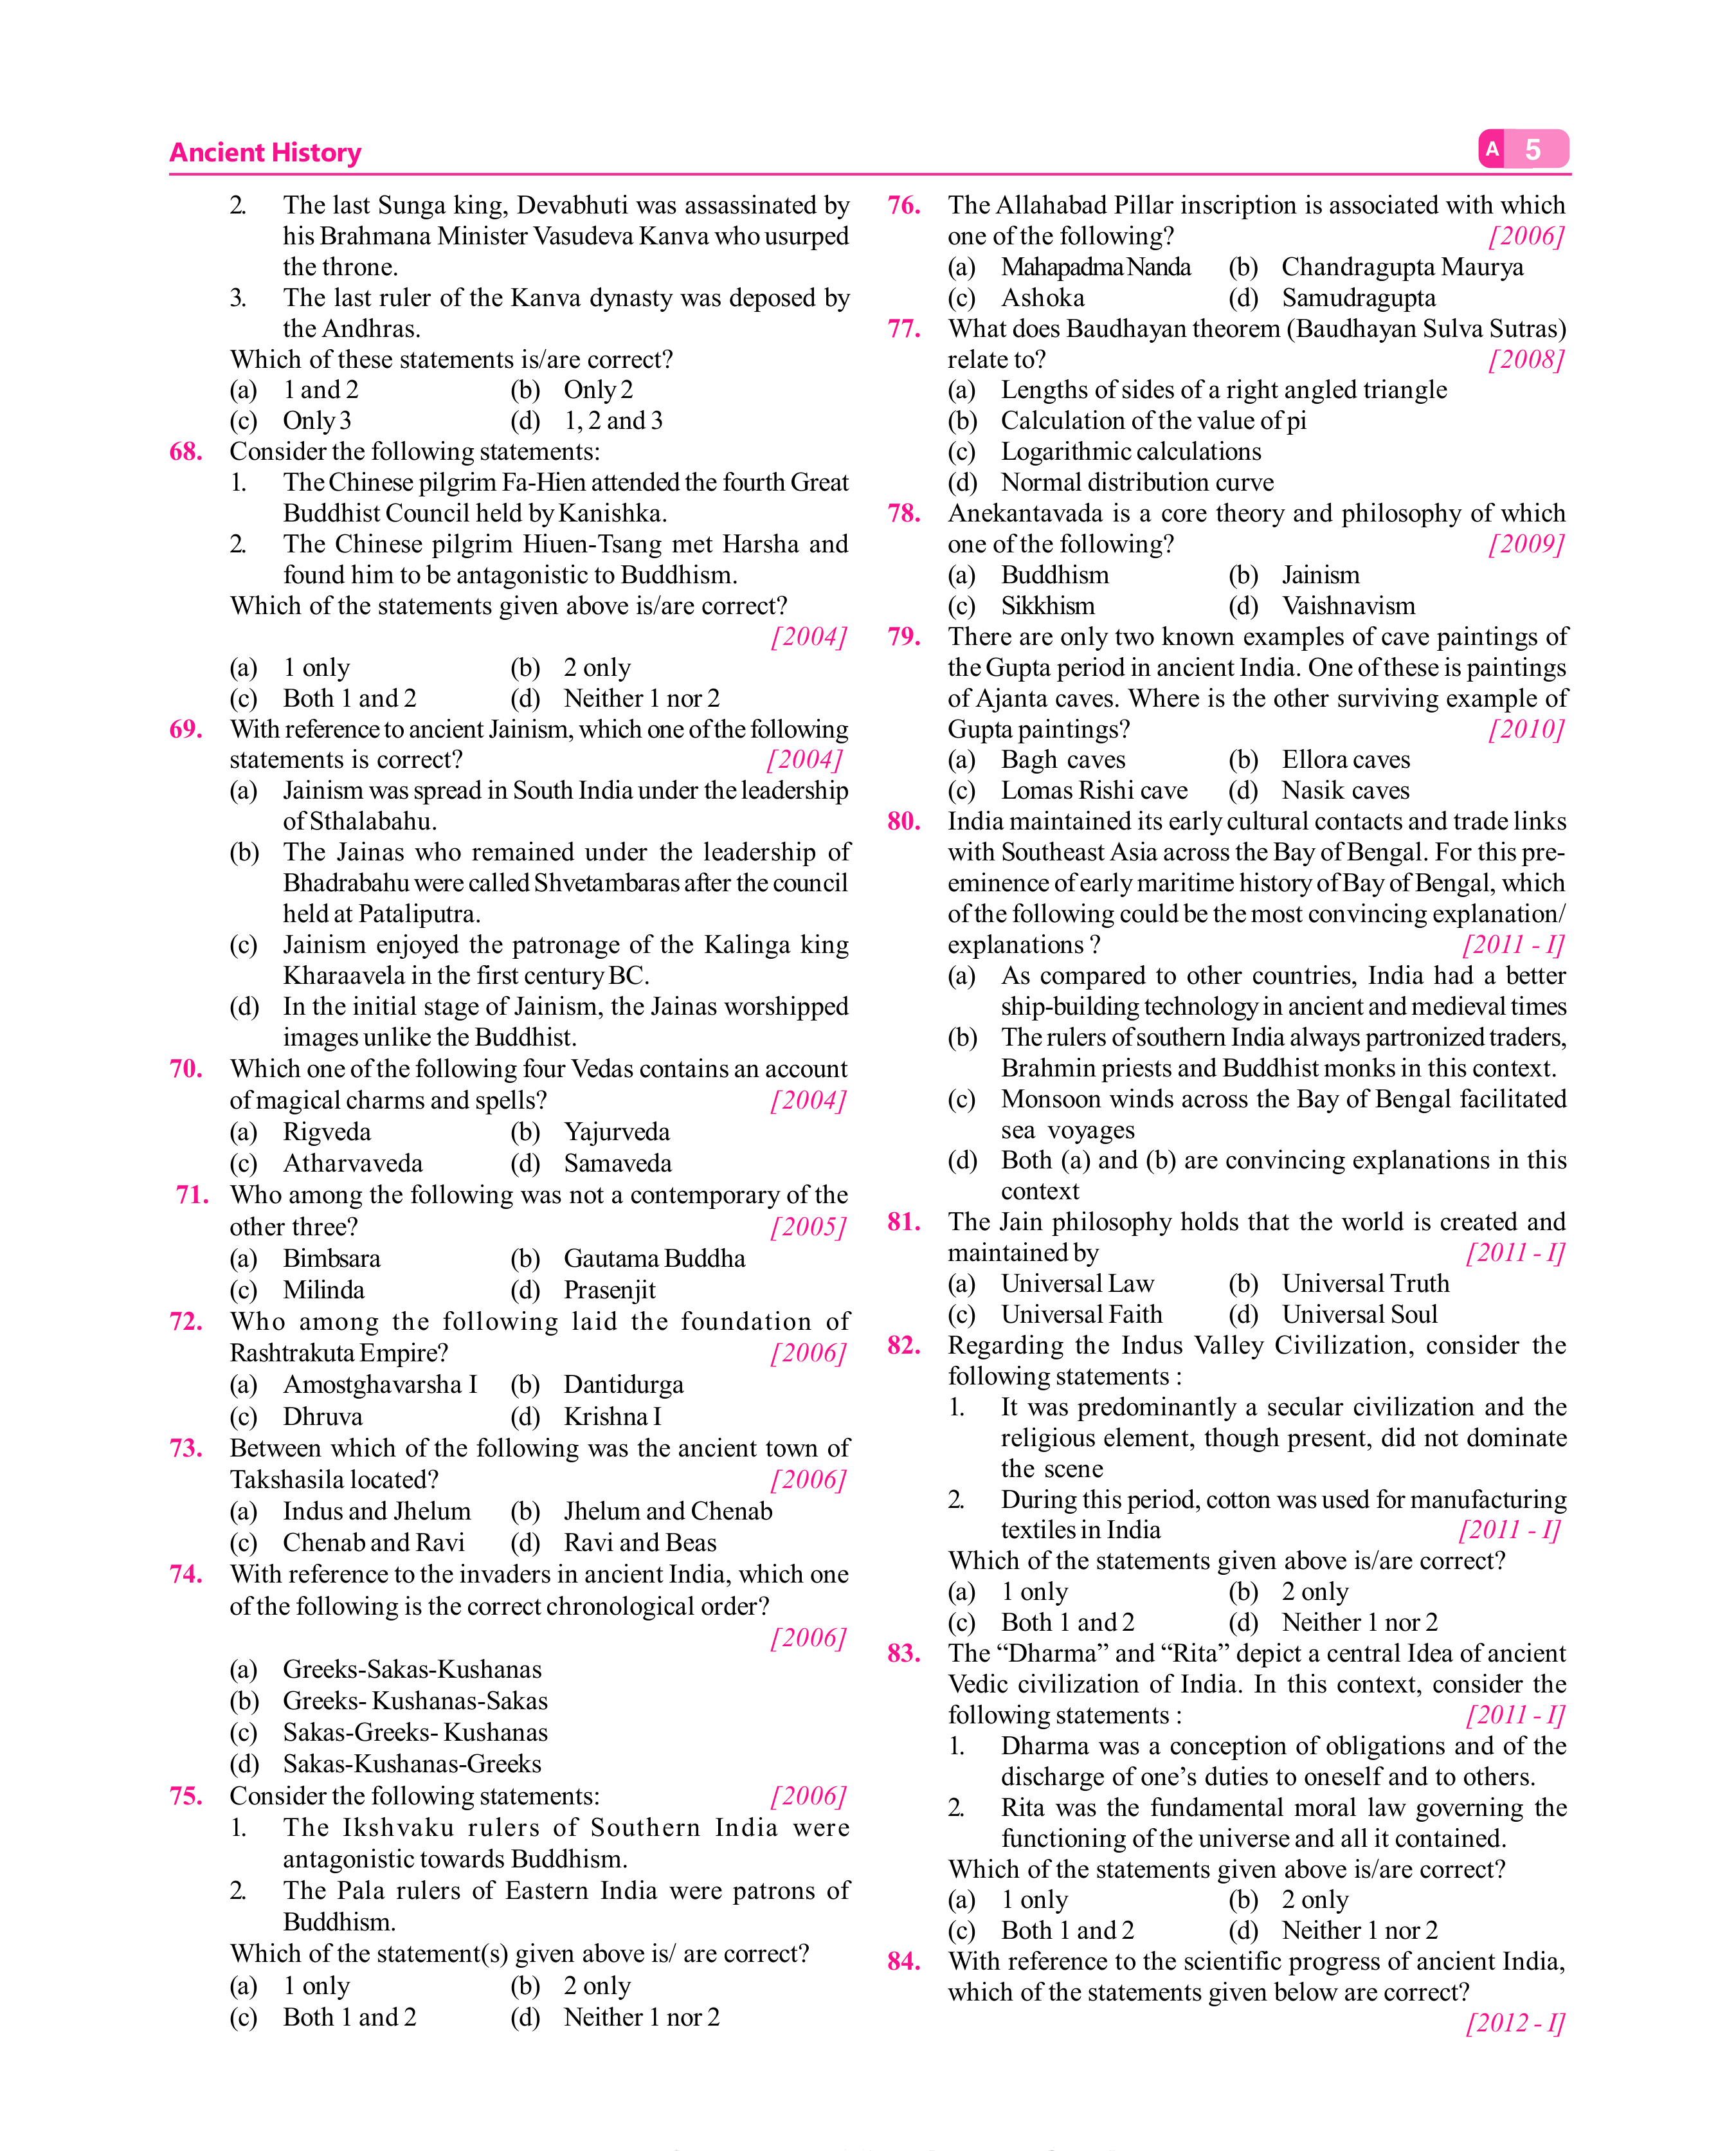 Ancient History
A 5
2. The last Sunga king, Devabhuti was assassinated by
his Brahmana Minister Vasudeva Kanva who usurped
the throne.
3. The last ruler of the Kanva dynasty was deposed by
the Andhras.
Which of these statements is/are correct?
(a) 1 and 2 (b) Only 2
(c) Only 3 (d) 1, 2 and 3
68. Consider the following statements:
1. The Chinese pilgrim Fa-Hien attended the fourth Great
Buddhist Council held by Kanishka.
2. The Chinese pilgrim Hiuen-Tsang met Harsha and
found him to be antagonistic to Buddhism.
Which of the statements given above is/are correct?
[2004]
(a) 1 only (b) 2 only
(c) Both 1 and 2 (d) Neither 1 nor 2
69. With reference to ancient Jainism, which one of the following
statements is correct? [2004]
(a) Jainism was spread in South India under the leadership
of Sthalabahu.
(b) The Jainas who remained under the leadership of
Bhadrabahu were called Shvetambaras after the council
held at Pataliputra.
(c) Jainism enjoyed the patronage of the Kalinga king
Kharaavela in the first century BC.
(d) In the initial stage of Jainism, the Jainas worshipped
images unlike the Buddhist.
70. Which one of the following four Vedas contains an account
of magical charms and spells? [2004]
(a) Rigveda (b) Yajurveda
(c) Atharvaveda (d) Samaveda
71. Who among the following was not a contemporary of the
other three? [2005]
(a) Bimbsara (b) Gautama Buddha
(c) Milinda (d) Prasenjit
72. Who among the following laid the foundation of
Rashtrakuta Empire? [2006]
(a) Amostghavarsha I (b) Dantidurga
(c) Dhruva (d) Krishna I
73. Between which of the following was the ancient town of
Takshasila located? [2006]
(a) Indus and Jhelum (b) Jhelum and Chenab
(c) Chenab and Ravi (d) Ravi and Beas
74. With reference to the invaders in ancient India, which one
of the following is the correct chronological order?
[2006]
(a) Greeks-Sakas-Kushanas
(b) Greeks- Kushanas-Sakas
(c) Sakas-Greeks- Kushanas
(d) Sakas-Kushanas-Greeks
75. Consider the following statements: [2006]
1. The Ikshvaku rulers of Southern India were
antagonistic towards Buddhism.
2. The Pala rulers of Eastern India were patrons of
Buddhism.
Which of the statement(s) given above is/ are correct?
(a) 1 only (b) 2 only
(c) Both 1 and 2 (d) Neither 1 nor 2
76. The Allahabad Pillar inscription is associated with which
one of the following? [2006]
(a) Mahapadma Nanda (b) Chandragupta Maurya
(c) Ashoka (d) Samudragupta
77. What does Baudhayan theorem (Baudhayan Sulva Sutras)
relate to? [2008]
(a) Lengths of sides of a right angled triangle
(b) Calculation of the value of pi
(c) Logarithmic calculations
(d) Normal distribution curve
78. Anekantavada is a core theory and philosophy of which
one of the following? [2009]
(a) Buddhism (b) Jainism
(c) Sikkhism (d) Vaishnavism
79. There are only two known examples of cave paintings of
the Gupta period in ancient India. One of these is paintings
of Ajanta caves. Where is the other surviving example of
Gupta paintings? [2010]
(a) Bagh caves (b) Ellora caves
(c) Lomas Rishi cave (d) Nasik caves
80. India maintained its early cultural contacts and trade links
with Southeast Asia across the Bay of Bengal. For this pre-
eminence of early maritime history of Bay of Bengal, which
of the following could be the most convincing explanation/
explanations ? [2011 - I]
(a) As compared to other countries, India had a better
ship-building technology in ancient and medieval times
(b) The rulers of southern India always partronized traders,
Brahmin priests and Buddhist monks in this context.
(c) Monsoon winds across the Bay of Bengal facilitated
sea voyages
(d) Both (a) and (b) are convincing explanations in this
context
81. The Jain philosophy holds that the world is created and
maintained by [2011 - I]
(a) Universal Law (b) Universal Truth
(c) Universal Faith (d) Universal Soul
82. Regarding the Indus Valley Civilization, consider the
following statements :
1. It was predominantly a secular civilization and the
religious element, though present, did not dominate
the scene
2. During this period, cotton was used for manufacturing
textiles in India [2011 - I]
Which of the statements given above is/are correct?
(a) 1 only (b) 2 only
(c) Both 1 and 2 (d) Neither 1 nor 2
83. The “Dharma” and “Rita” depict a central Idea of ancient
Vedic civilization of India. In this context, consider the
following statements : [2011 - I]
1. Dharma was a conception of obligations and of the
discharge of one’s duties to oneself and to others.
2. Rita was the fundamental moral law governing the
functioning of the universe and all it contained.
Which of the statements given above is/are correct?
(a) 1 only (b) 2 only
(c) Both 1 and 2 (d) Neither 1 nor 2
84. With reference to the scientific progress of ancient India,
which of the statements given below are correct?
[2012 - I]